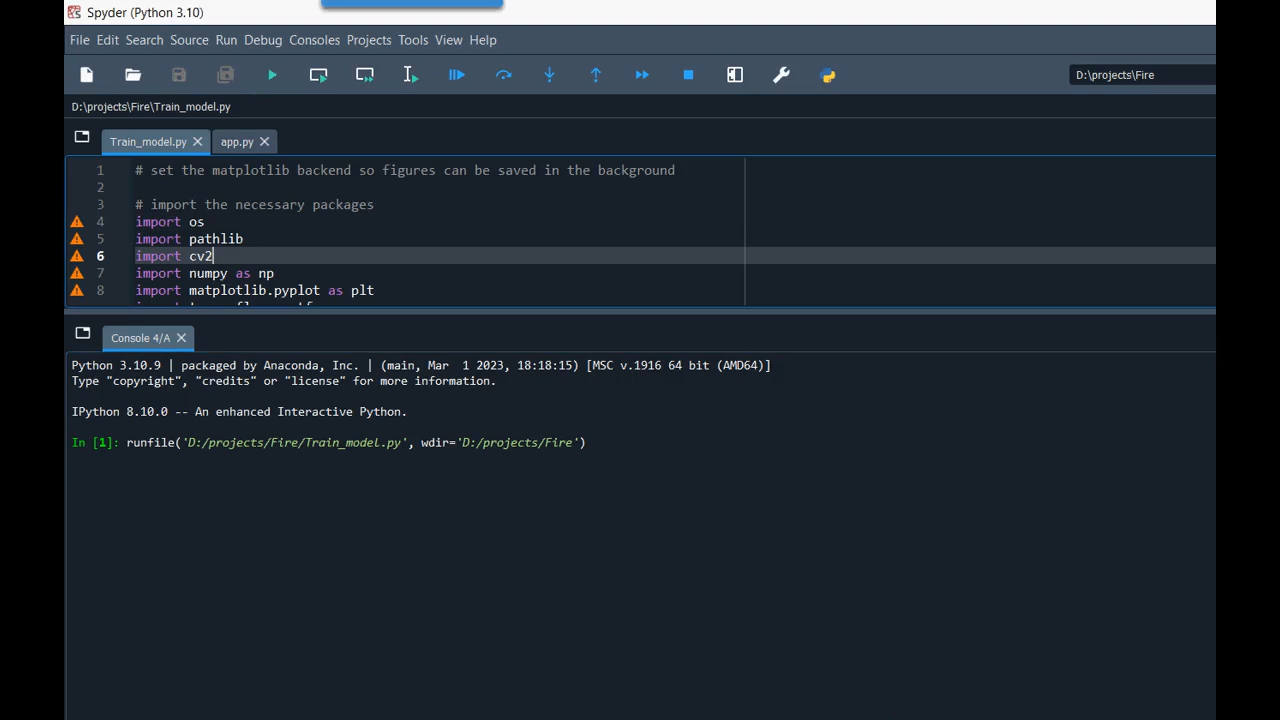 Spyder (Python 3.10)
File Edit Search Source Run Debug Consoles Projects Tools View Help
D:\projects\Fire
D:\projects\Fire\Train_model.py
Train_model.py app.py
1 # set the matplotlib backend so figures can be saved in the background
2
3 # import the necessary packages
4 import os
5 import pathlib
6 import cv2
7 import numpy as np
8 import matplotlib.pyplot as plt
Console 4/A
Python 3.10.9 | packaged by Anaconda, Inc. | (main, Mar  1 2023, 18:18:15) [MSC v.1916 64 bit (AMD64)]
Type "copyright", "credits" or "license" for more information.
IPython 8.10.0 -- An enhanced Interactive Python.
In [1]: runfile('D:/projects/Fire/Train_model.py', wdir='D:/projects/Fire')